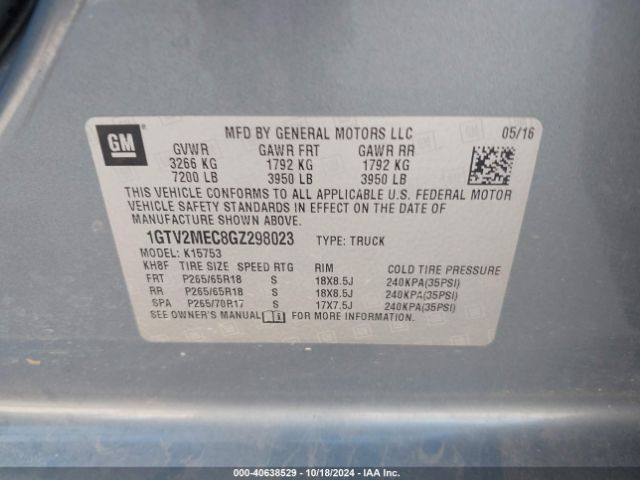 GM
MFD BY GENERAL MOTORS LLC 05/16
GVWR GAWR FRT GAWR RR
3266 KG 1792 KG 1792 KG
7200 LB 3950 LB 3950 LB
THIS VEHICLE CONFORMS TO ALL APPLICABLE U.S. FEDERAL MOTOR
VEHICLE SAFETY STANDARDS IN EFFECT ON THE DATE OF
MANUFACTURE SHOWN ABOVE.
1GTV2MEC8GZ298023 TYPE: TRUCK
MODEL: K15753
KH8F TIRE SIZE SPEED RTG RIM COLD TIRE PRESSURE
FRT P265/65R18 S 18X8.5J 240KPA(35PSI)
RR P265/65R18 S 18X8.5J 240KPA(35PSI)
SPA P265/70R17 S 17X7.5J 240KPA(35PSI)
SEE OWNER'S MANUAL FOR MORE INFORMATION.
000-40638529 - 10/18/2024 - IAA Inc.